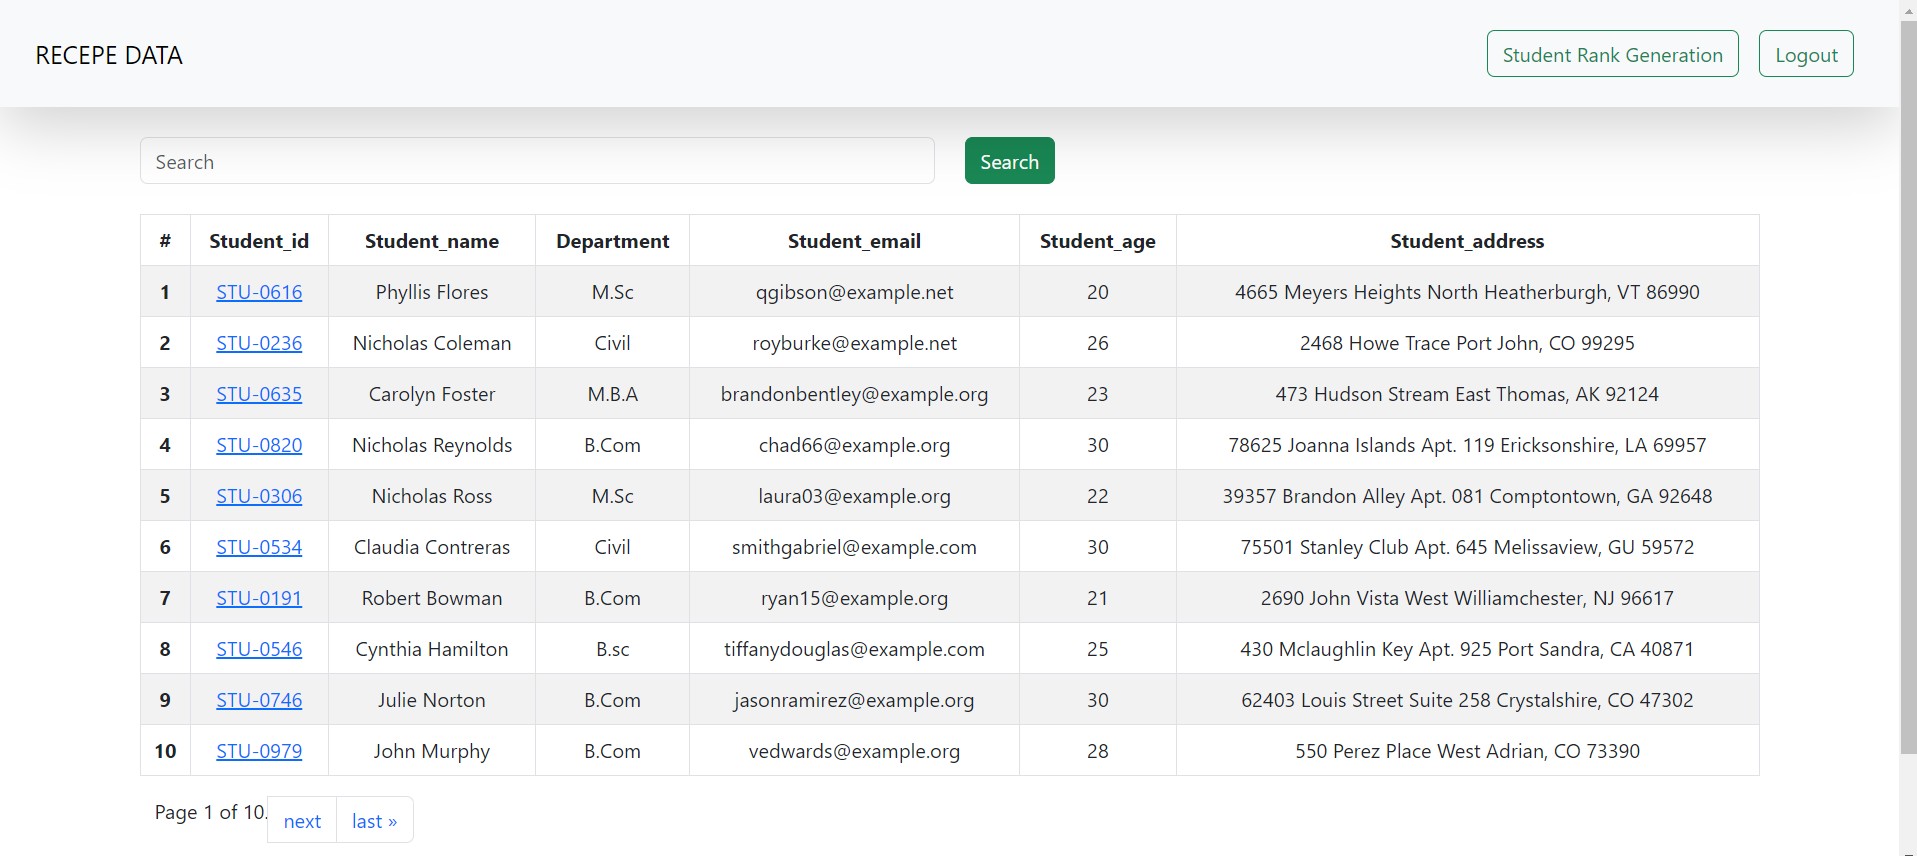 RECEPE DATA Student Rank Generation Logout
Search Search
# Student_id Student_name Department Student_email Student_age Student_address
1 STU-0616 Phyllis Flores M.Sc qgibson@example.net 20 4665 Meyers Heights North Heatherburgh, VT 86990
2 STU-0236 Nicholas Coleman Civil royburke@example.net 26 2468 Howe Trace Port John, CO 99295
3 STU-0635 Carolyn Foster M.B.A brandonbentley@example.org 23 473 Hudson Stream East Thomas, AK 92124
4 STU-0820 Nicholas Reynolds B.Com chad66@example.org 30 78625 Joanna Islands Apt. 119 Ericksonshire, LA 69957
5 STU-0306 Nicholas Ross M.Sc laura03@example.org 22 39357 Brandon Alley Apt. 081 Comptontown, GA 92648
6 STU-0534 Claudia Contreras Civil smithgabriel@example.com 30 75501 Stanley Club Apt. 645 Melissaview, GU 59572
7 STU-0191 Robert Bowman B.Com ryan15@example.org 21 2690 John Vista West Williamchester, NJ 96617
8 STU-0546 Cynthia Hamilton B.sc tiffanydouglas@example.com 25 430 Mclaughlin Key Apt. 925 Port Sandra, CA 40871
9 STU-0746 Julie Norton B.Com jasonramirez@example.org 30 62403 Louis Street Suite 258 Crystalshire, CO 47302
10 STU-0979 John Murphy B.Com vedwards@example.org 28 550 Perez Place West Adrian, CO 73390
Page 1 of 10. next last »